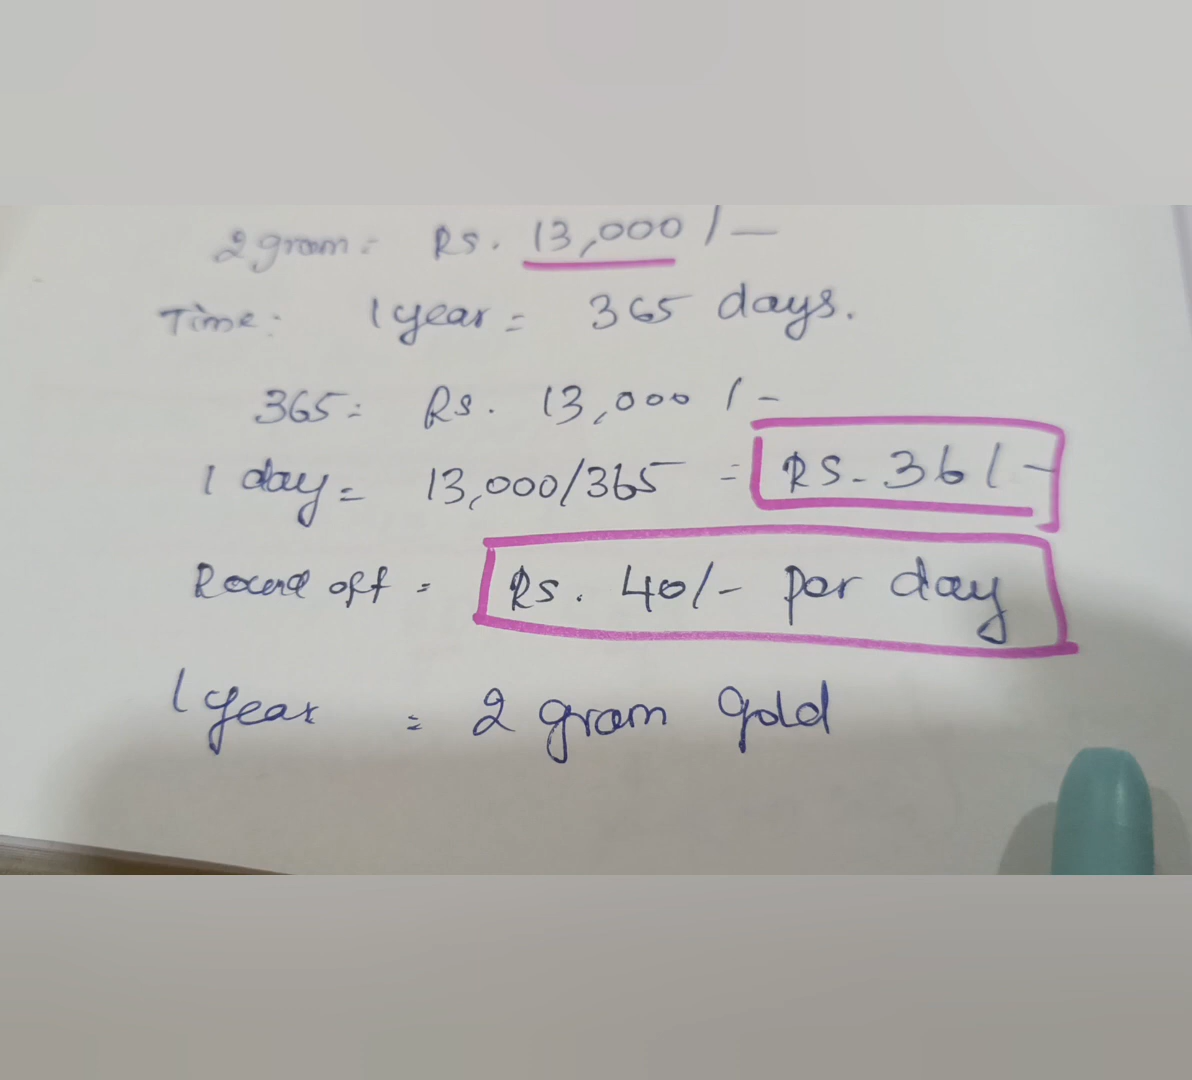 2 gram = Rs. 13,000/-
Time: 1 year = 365 days.
365 = Rs. 13,000/-
1 day = 13,000/365 = RS. 36/-
Round off = Rs. 40/- per day
1 year = 2 gram gold